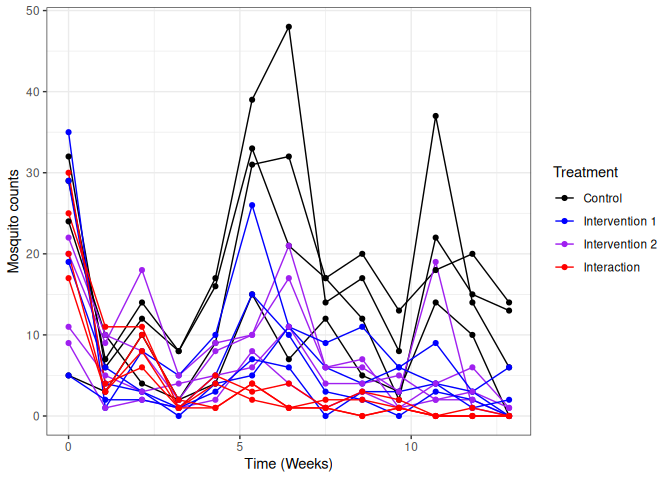 50
40
30
20
10
0
Mosquito counts
0 5 10
Time (Weeks)
Treatment
Control
Intervention 1
Intervention 2
Interaction